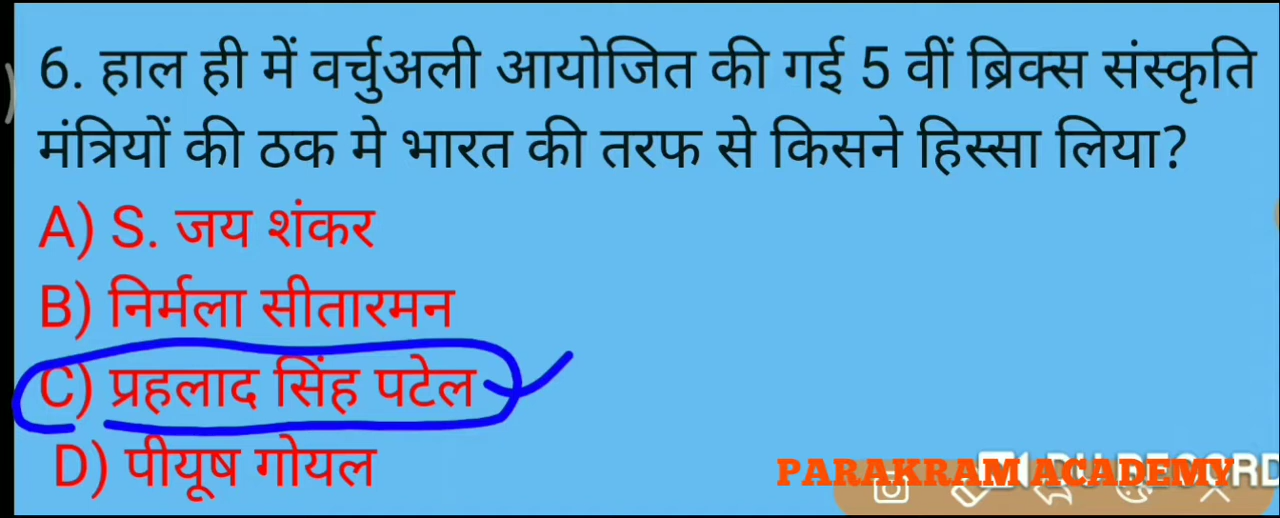 6. हाल ही में वर्चुअली आयोजित की गई 5 वीं ब्रिक्स संस्कृति
मंत्रियों की ठक मे भारत की तरफ से किसने हिस्सा लिया?
A) S. जय शंकर
B) निर्मला सीतारमन
C) प्रहलाद सिंह पटेल
D) पीयूष गोयल
PARAKRAM ACADEMY